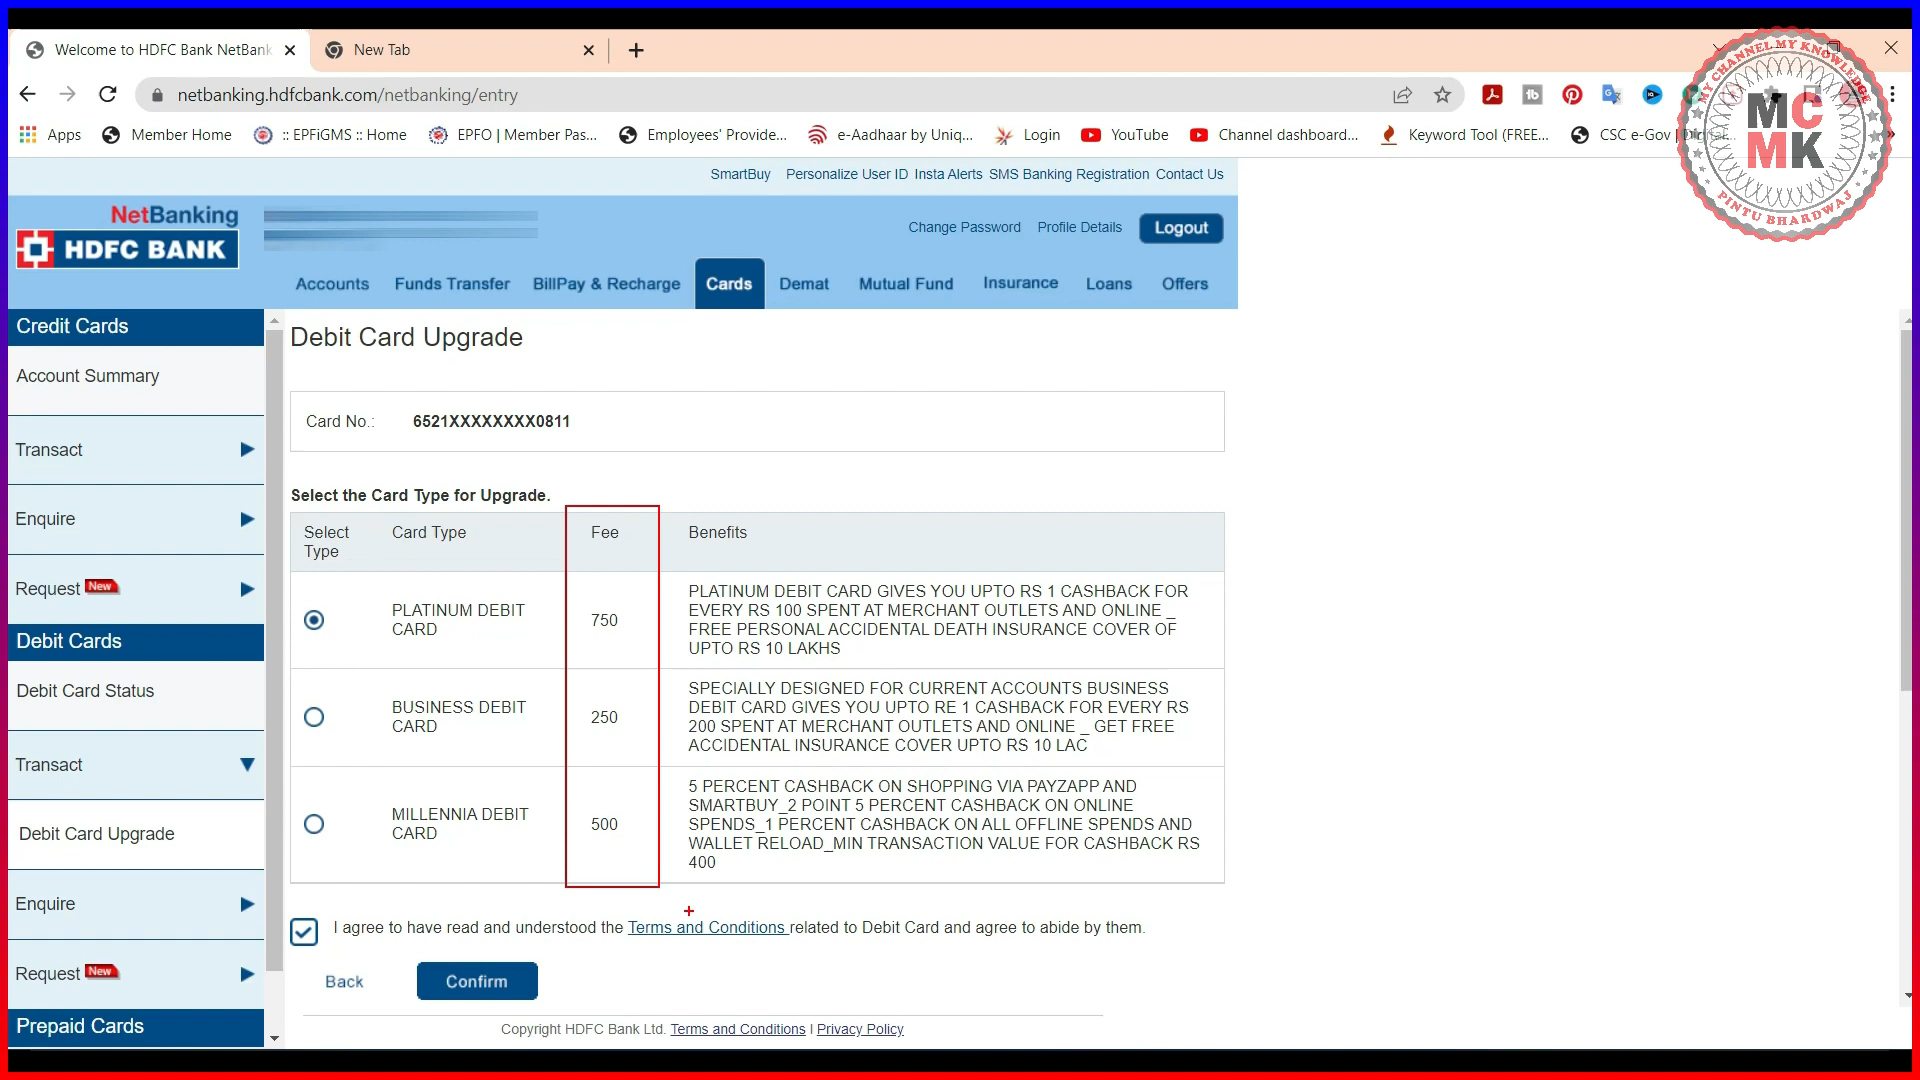 Welcome to HDFC Bank NetBank
New Tab
netbanking.hdfcbank.com/netbanking/entry
Apps
Member Home
:: EPFiGMS :: Home
EPFO | Member Pas...
Employees' Provide...
e-Aadhaar by Uniq...
Login
YouTube
Channel dashboard...
Keyword Tool (FREE...
CSC e-Gov |
MY CHANNEL MY KNOWLEDGE
MC
MK
PINTU BHARDWAJ
SmartBuy Personalize User ID Insta Alerts SMS Banking Registration Contact Us
NetBanking
HDFC BANK
Change Password Profile Details Logout
Accounts Funds Transfer BillPay & Recharge Cards Demat Mutual Fund Insurance Loans Offers
Credit Cards
Account Summary
Transact
Enquire
Request New
Debit Cards
Debit Card Status
Transact
Debit Card Upgrade
Enquire
Request New
Prepaid Cards
Debit Card Upgrade
Card No.: 6521XXXXXXXX0811
Select the Card Type for Upgrade.
Select Type
Card Type
Fee
Benefits
PLATINUM DEBIT
CARD
750
PLATINUM DEBIT CARD GIVES YOU UPTO RS 1 CASHBACK FOR
EVERY RS 100 SPENT AT MERCHANT OUTLETS AND ONLINE _
FREE PERSONAL ACCIDENTAL DEATH INSURANCE COVER OF
UPTO RS 10 LAKHS
BUSINESS DEBIT
CARD
250
SPECIALLY DESIGNED FOR CURRENT ACCOUNTS BUSINESS
DEBIT CARD GIVES YOU UPTO RE 1 CASHBACK FOR EVERY RS
200 SPENT AT MERCHANT OUTLETS AND ONLINE _ GET FREE
ACCIDENTAL INSURANCE COVER UPTO RS 10 LAC
MILLENNIA DEBIT
CARD
500
5 PERCENT CASHBACK ON SHOPPING VIA PAYZAPP AND
SMARTBUY_2 POINT 5 PERCENT CASHBACK ON ONLINE
SPENDS_1 PERCENT CASHBACK ON ALL OFFLINE SPENDS AND
WALLET RELOAD_MIN TRANSACTION VALUE FOR CASHBACK RS
400
I agree to have read and understood the Terms and Conditions related to Debit Card and agree to abide by them.
Back
Confirm
Copyright HDFC Bank Ltd. Terms and Conditions I Privacy Policy